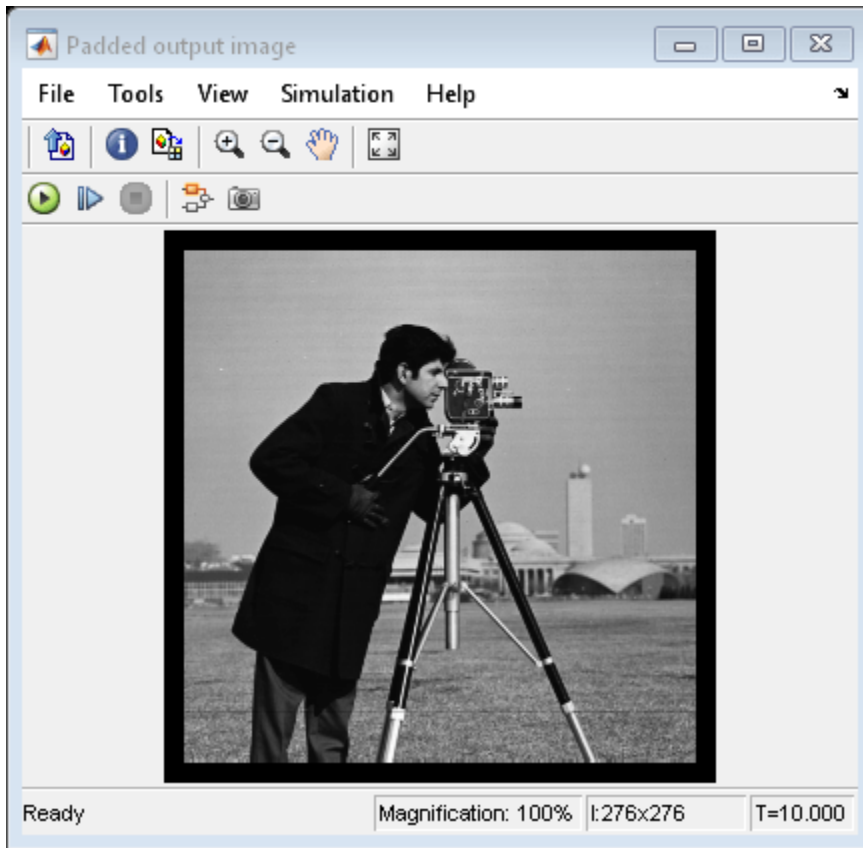 Padded output image
File Tools View Simulation Help
Ready Magnification: 100% I:276x276 T=10.000